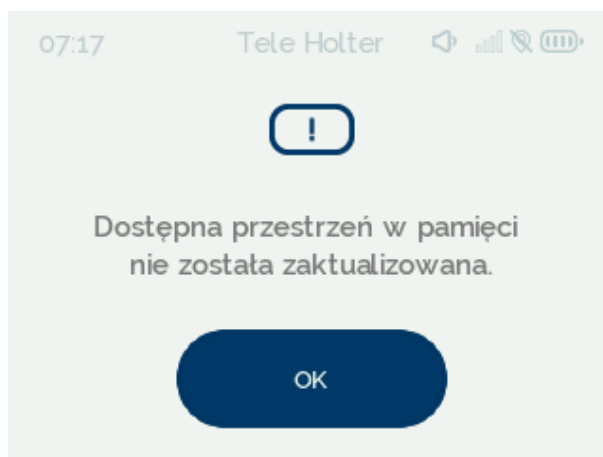 07:17 Tele Holter
!
Dostępna przestrzeń w pamięci
nie została zaktualizowana.
OK